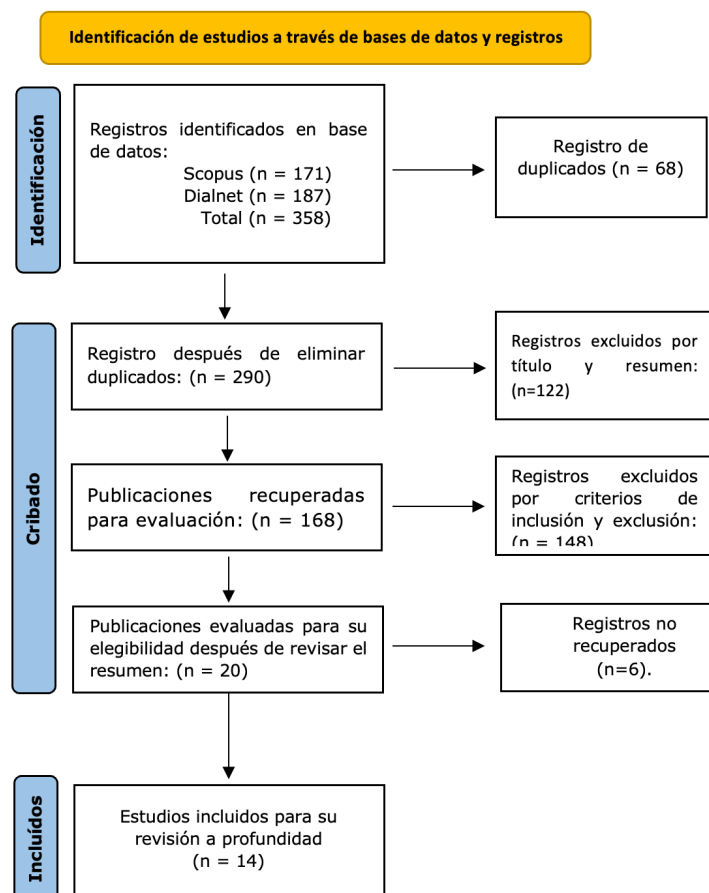 Identificación de estudios a través de bases de datos y registros
Identificación
Registros identificados en base
de datos:
Scopus (n = 171)
Dialnet (n = 187)
Total (n = 358)
Registro de
duplicados (n = 68)
Cribado
Registro después de eliminar
duplicados: (n = 290)
Registros excluidos por
título y resumen:
(n=122)
Publicaciones recuperadas
para evaluación: (n = 168)
Registros excluidos
por criterios de
inclusión y exclusión:
(n = 148)
Publicaciones evaluadas para su
elegibilidad después de revisar el
resumen: (n = 20)
Registros no
recuperados
(n=6).
Incluídos
Estudios incluidos para su
revisión a profundidad
(n = 14)